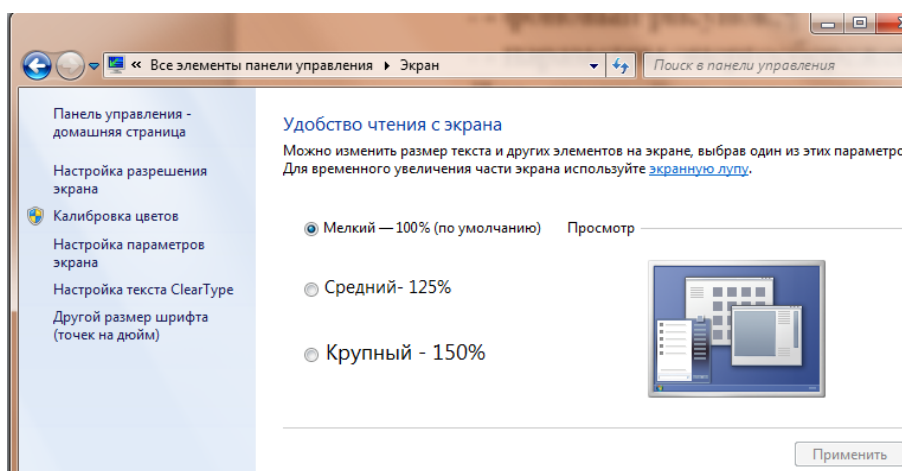 « Все элементы панели управления ▸ Экран
Поиск в панели управления
Панель управления -
домашняя страница
Настройка разрешения
экрана
Калибровка цветов
Настройка параметров
экрана
Настройка текста ClearType
Другой размер шрифта
(точек на дюйм)
Удобство чтения с экрана
Можно изменить размер текста и других элементов на экране, выбрав один из этих параметро
Для временного увеличения части экрана используйте экранную лупу.
Мелкий — 100% (по умолчанию)
Просмотр
Средний- 125%
Крупный - 150%
Применить